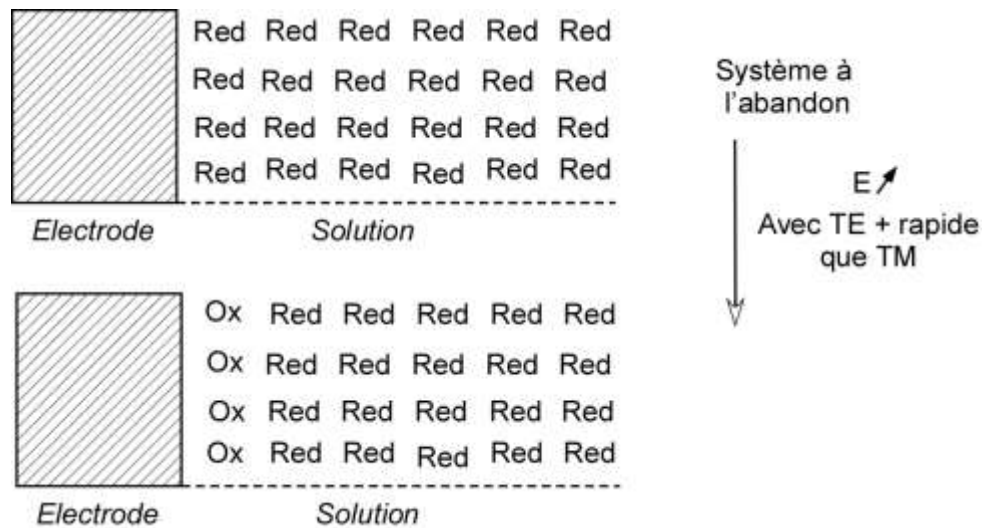 Red Red Red Red Red Red
Red Red Red Red Red Red
Red Red Red Red Red Red
Red Red Red Red Red Red
Electrode Solution
Système à
l'abandon
E
Avec TE + rapide
que TM
Ox Red Red Red Red Red
Ox Red Red Red Red Red
Ox Red Red Red Red Red
Ox Red Red Red Red Red
Electrode Solution